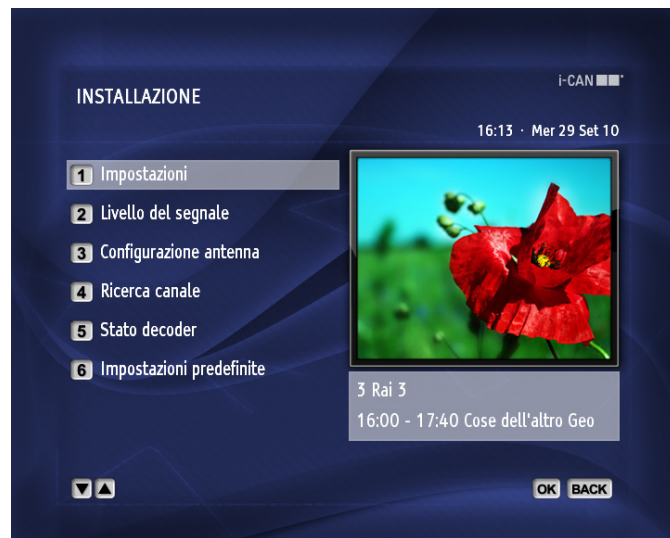 INSTALLAZIONE
i-CAN
16:13 · Mer 29 Set 10
1 Impostazioni
2 Livello del segnale
3 Configurazione antenna
4 Ricerca canale
5 Stato decoder
6 Impostazioni predefinite
3 Rai 3
16:00 - 17:40 Cose dell'altro Geo
OK BACK